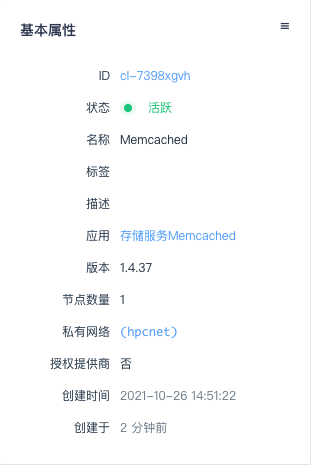 基本属性
ID cl-7398xgvh
状态 活跃
名称 Memcached
标签
描述
应用 存储服务Memcached
版本 1.4.37
节点数量 1
私有网络 (hpcnet)
授权提供商 否
创建时间 2021-10-26 14:51:22
创建于 2 分钟前